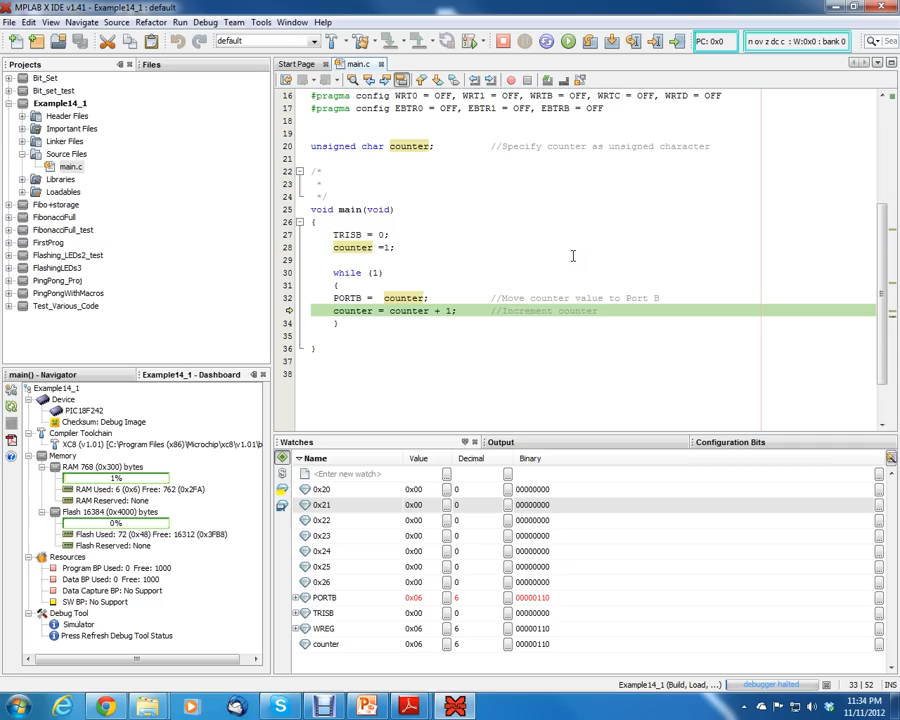 MPLAB X IDE v1.41 - Example14_1 : default
File Edit View Navigate Source Refactor Run Debug Team Tools Window Help
default
PC: 0x0
n ov z dc c : W:0x0 : bank 0
Sea
Projects
Files
Start Page
main.c
Bit_Set
Bit_Set_test
Example14_1
Header Files
Important Files
Linker Files
Source Files
main.c
Libraries
Loadables
Fibo+storage
FibonacciFull
FibonacciFull_test
FirstProg
Flashing_LEDs2_test
FlashingLEDs3
PingPong_Proj
PingPongWithMacros
Test_Various_Code
16 #pragma config WRT0 = OFF, WRT1 = OFF, WRTB = OFF, WRTC = OFF, WRTD = OFF
17 #pragma config EBTR0 = OFF, EBTR1 = OFF, EBTRB = OFF
18
19
20 unsigned char counter; //Specify counter as unsigned character
21
22 /*
23 *
24 */
25 void main(void)
26 {
27 TRISB = 0;
28 counter =1;
29
30 while (1)
31 {
32 PORTB = counter; //Move counter value to Port B
counter = counter + 1; //Increment counter
34 }
35
36 }
37
38
main() - Navigator
Example14_1 - Dashboard
Example14_1
Device
PIC18F242
Checksum: Debug Image
Compiler Toolchain
XC8 (v1.01) [C:\Program Files (x86)\Microchip\xc8\v1.01\b
Memory
RAM 768 (0x300) bytes
1%
RAM Used: 6 (0x6) Free: 762 (0x2FA)
RAM Reserved: None
Flash 16384 (0x4000) bytes
0%
Flash Used: 72 (0x48) Free: 16312 (0x3FB8)
Flash Reserved: None
Resources
Program BP Used: 0 Free: 1000
Data BP Used: 0 Free: 1000
Data Capture BP: No Support
SW BP: No Support
Debug Tool
Simulator
Press Refresh Debug Tool Status
Watches
Output
Configuration Bits
Name Value Decimal Binary
<Enter new watch>
0x20 0x00 0 00000000
0x21 0x00 0 00000000
0x22 0x00 0 00000000
0x23 0x00 0 00000000
0x24 0x00 0 00000000
0x25 0x00 0 00000000
0x26 0x00 0 00000000
PORTB 0x06 6 00000110
TRISB 0x00 0 00000000
WREG 0x06 6 00000110
counter 0x06 6 00000110
Example14_1 (Build, Load, ...) debugger halted 33 | 52 INS
11:34 PM
11/11/2012